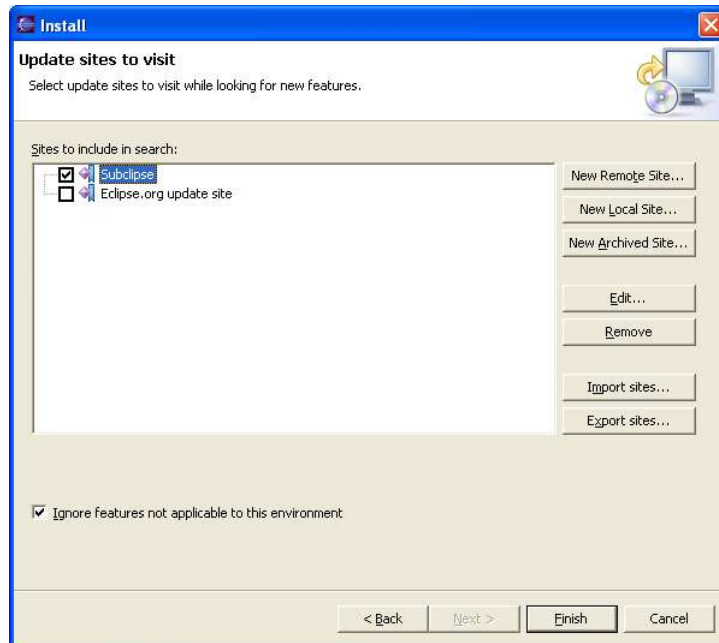 Install
Update sites to visit
Select update sites to visit while looking for new features.
Sites to include in search:
Subclipse
Eclipse.org update site
New Remote Site...
New Local Site...
New Archived Site...
Edit...
Remove
Import sites...
Export sites...
Ignore features not applicable to this environment
< Back
Next >
Finish
Cancel